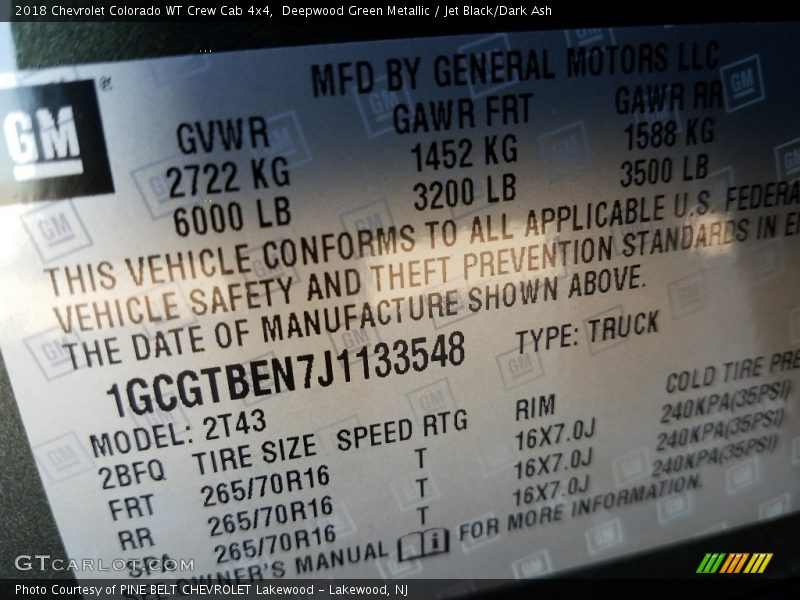 2018 Chevrolet Colorado WT Crew Cab 4x4,  Deepwood Green Metallic / Jet Black/Dark Ash
GM
MFD BY GENERAL MOTORS LLC
GVWR GAWR FRT GAWR RR
2722 KG 1452 KG 1588 KG
6000 LB 3200 LB 3500 LB
THIS VEHICLE CONFORMS TO ALL APPLICABLE U.S. FEDERA
VEHICLE SAFETY AND THEFT PREVENTION STANDARDS IN E
THE DATE OF MANUFACTURE SHOWN ABOVE.
1GCGTBEN7J1133548 TYPE: TRUCK
MODEL: 2T43
2BFQ TIRE SIZE SPEED RTG RIM COLD TIRE PRE
FRT 265/70R16 T 16X7.0J 240KPA(35PSI)
RR 265/70R16 T 16X7.0J 240KPA(35PSI)
SPA 265/70R16 T 16X7.0J 240KPA(35PSI)
OWNER'S MANUAL FOR MORE INFORMATION.
GTcarlot.com
Photo Courtesy of PINE BELT CHEVROLET Lakewood - Lakewood, NJ